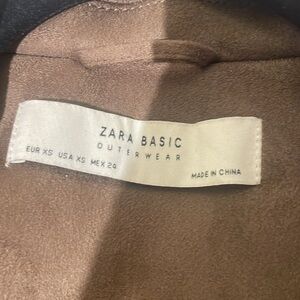 ZARA BASIC
OUTERWEAR
EUR XS USA XS MEX 24
MADE IN CHINA